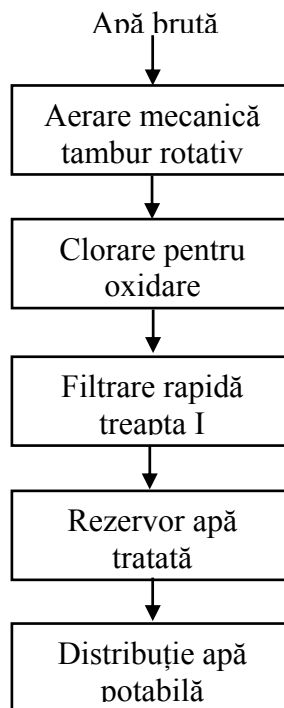 Apă brută
Aerare mecanică
tambur rotativ
Clorare pentru
oxidare
Filtrare rapidă
treapta I
Rezervor apă
tratată
Distribuție apă
potabilă